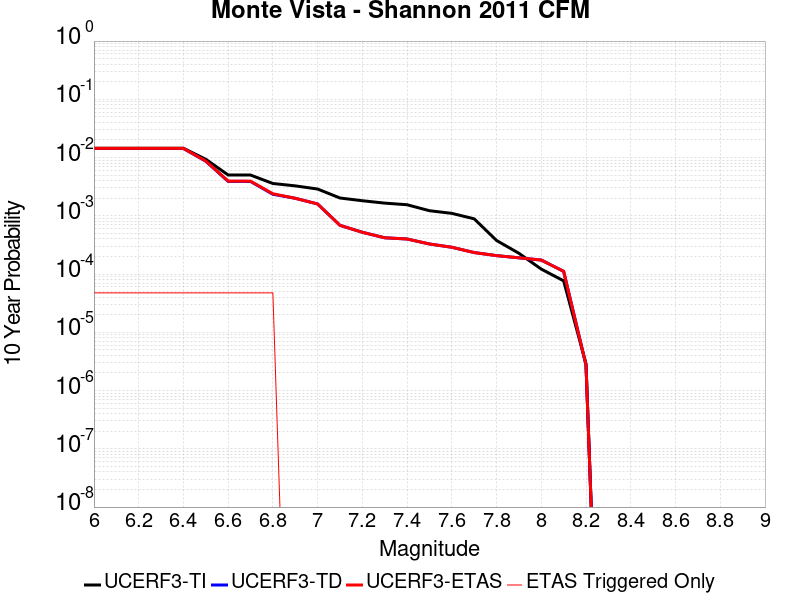 Monte Vista - Shannon 2011 CFM
10^0
10^-1
10^-2
10^-3
10^-4
10^-5
10^-6
10^-7
10^-8
10 Year Probability
6 6.2 6.4 6.6 6.8 7 7.2 7.4 7.6 7.8 8 8.2 8.4 8.6 8.8 9
Magnitude
UCERF3-TI UCERF3-TD UCERF3-ETAS ETAS Triggered Only